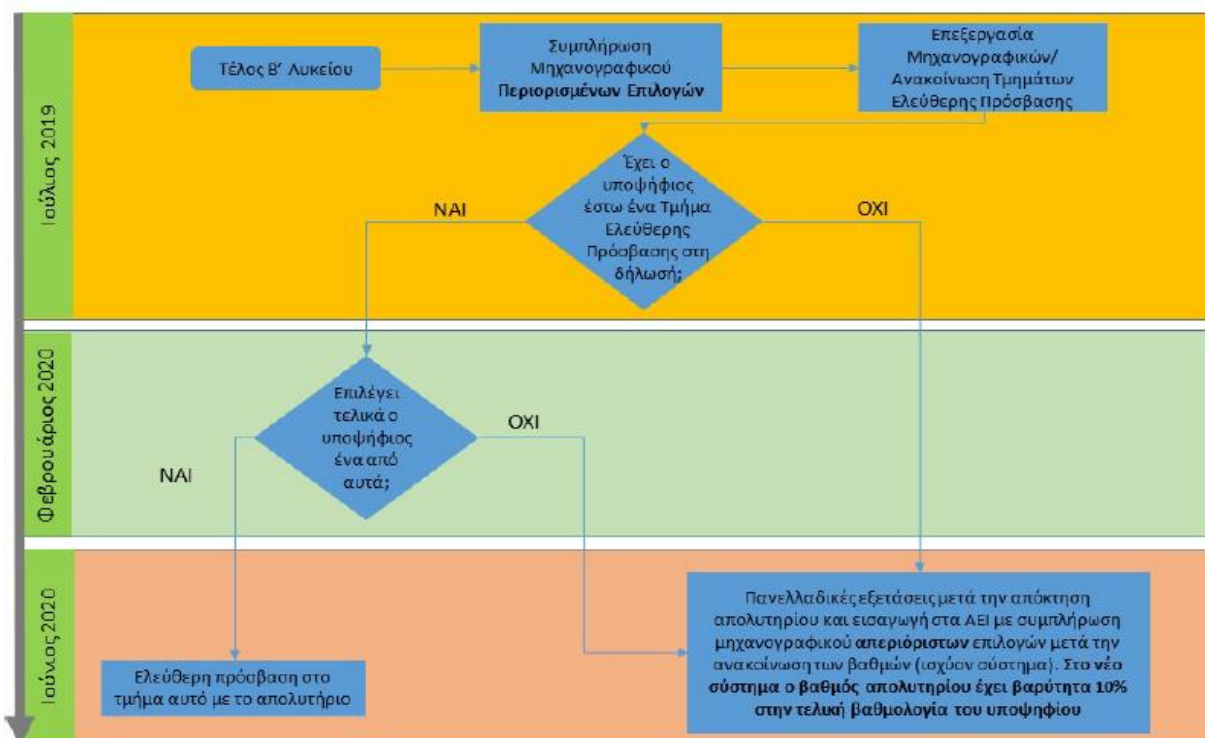 Ιούλιος 2019
Τέλος Β’ Λυκείου
Συμπλήρωση
Μηχανογραφικού
Περιορισμένων Επιλογών
Επεξεργασία
Μηχανογραφικών/
Ανακοίνωση Τμημάτων
Ελεύθερης Πρόσβασης
Έχει ο
υποψήφιος
έστω ένα Τμήμα
Ελεύθερης
Πρόσβασης στη
δήλωσή;
ΝΑΙ
ΟΧΙ
Φεβρουάριος 2020
Επιλέγει
τελικά ο
υποψήφιος
ένα από
αυτά;
ΝΑΙ
ΟΧΙ
Ιούνιος 2020
Ελεύθερη πρόσβαση στο
τμήμα αυτό με το απολυτήριο
Πανελλαδικές εξετάσεις μετά την απόκτηση
απολυτηρίου και εισαγωγή στα ΑΕΙ με συμπλήρωση
μηχανογραφικού απεριόριστων επιλογών μετά την
ανακοίνωση των βαθμών (ισχύον σύστημα). Στο νέο
σύστημα ο βαθμός απολυτηρίου έχει βαρύτητα 10%
στην τελική βαθμολογία του υποψηφίου